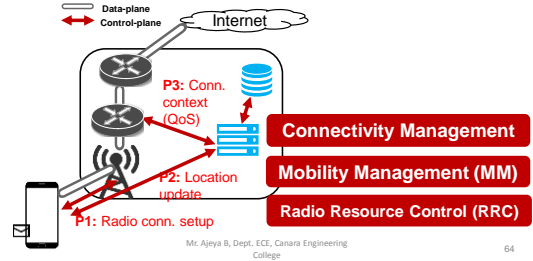 Data-plane
Control-plane
Internet
P3: Conn.
context
(QoS)
Connectivity Management
Mobility Management (MM)
P2: Location
update
Radio Resource Control (RRC)
P1: Radio conn. setup
Mr. Ajeya B, Dept. ECE, Canara Engineering
College
64